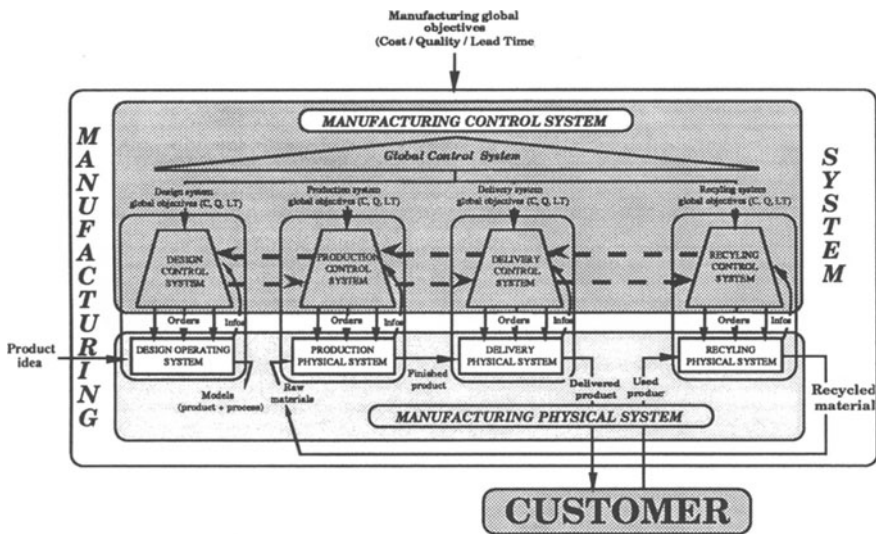 Manufacturing global
objectives
(Cost / Quality / Lead Time
MANUFACTURING
SYSTEM
MANUFACTURING CONTROL SYSTEM
Global Control System
Design system
global objectives (C, Q, LT)
Production system
global objectives (C, Q, LT)
Delivery system
global objectives (C, Q, LT)
Recyling system
global objectives (C, Q, LT)
DESIGN
CONTROL
SYSTEM
PRODUCTION
CONTROL
SYSTEM
DELIVERY
CONTROL
SYSTEM
RECYLING
CONTROL
SYSTEM
Orders
Infos
Orders
Infos
Orders
Infos
Orders
Infos
Product
idea
DESIGN OPERATING
SYSTEM
PRODUCTION
PHYSICAL SYSTEM
DELIVERY
PHYSICAL SYSTEM
RECYLING
PHYSICAL SYSTEM
Models
(product + process)
Raw
materials
Finished
product
Delivered
product
Used
produc
Recycled
material
MANUFACTURING PHYSICAL SYSTEM
CUSTOMER